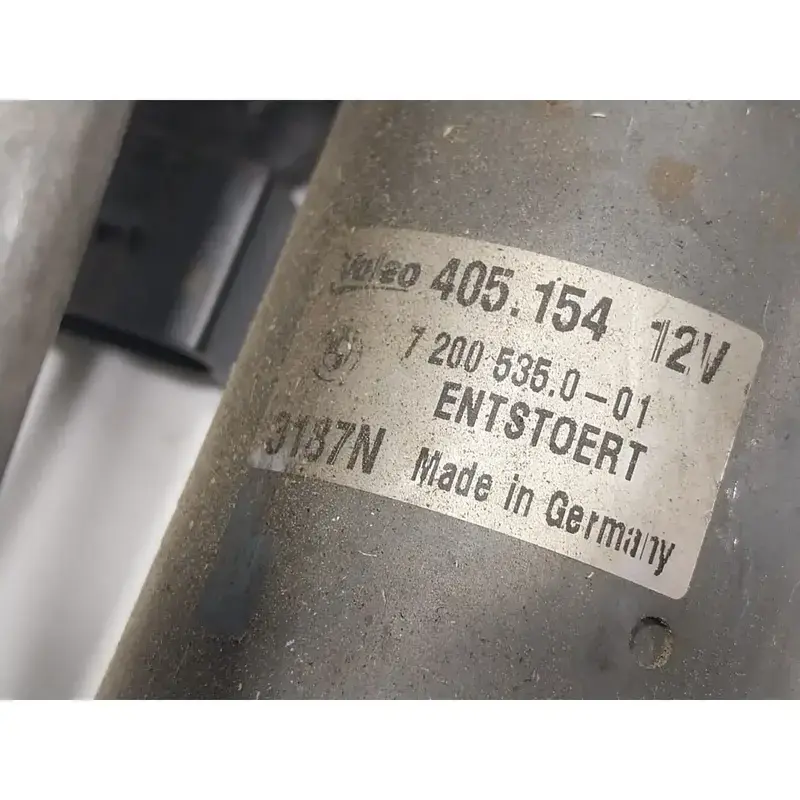 Valeo 405.154 12V
7 200 535.0-01
ENTSTOERT
3187N Made in Germany